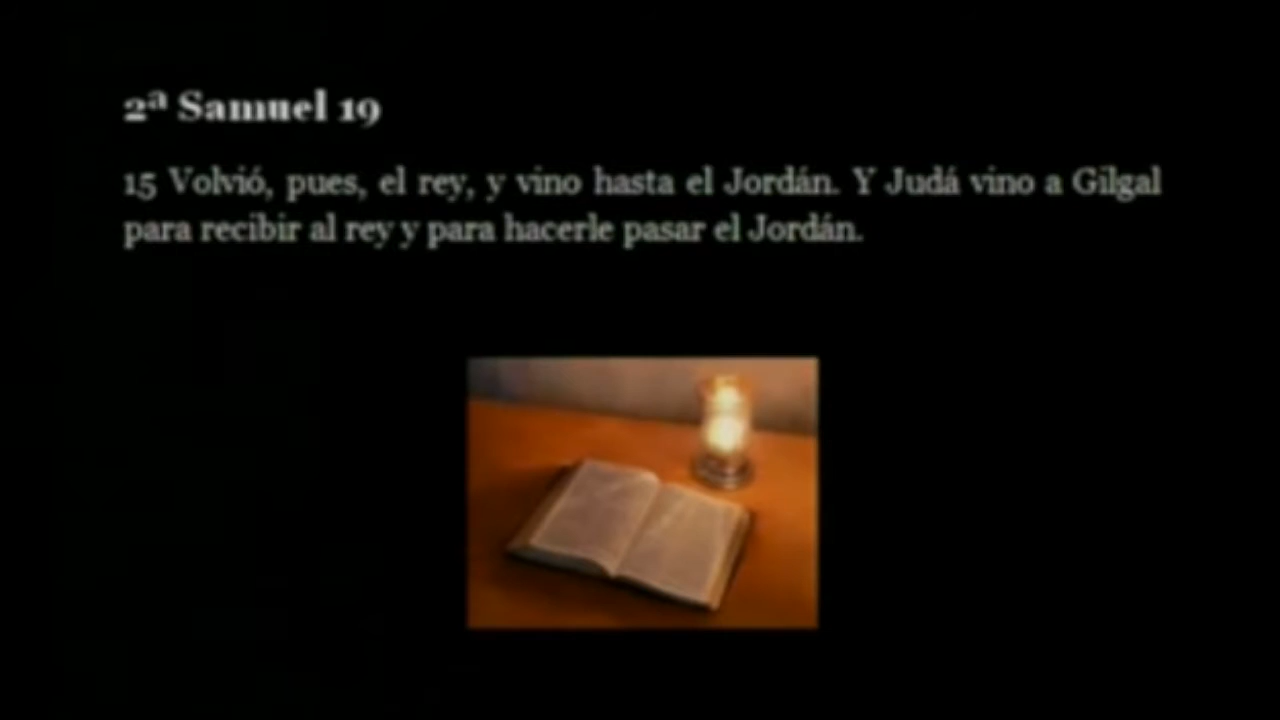 2ª Samuel 19
15 Volvió, pues, el rey, y vino hasta el Jordán. Y Judá vino a Gilgal
para recibir al rey y para hacerle pasar el Jordán.